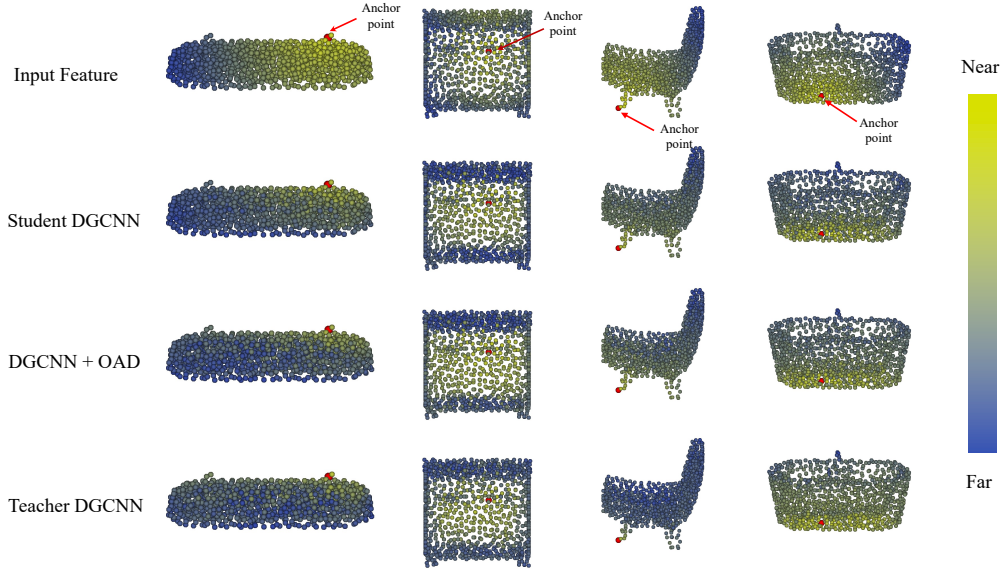 Anchor
point
Anchor
point
Input Feature
Near
Anchor
point
Anchor
point
Student DGCNN
DGCNN + OAD
Teacher DGCNN
Far